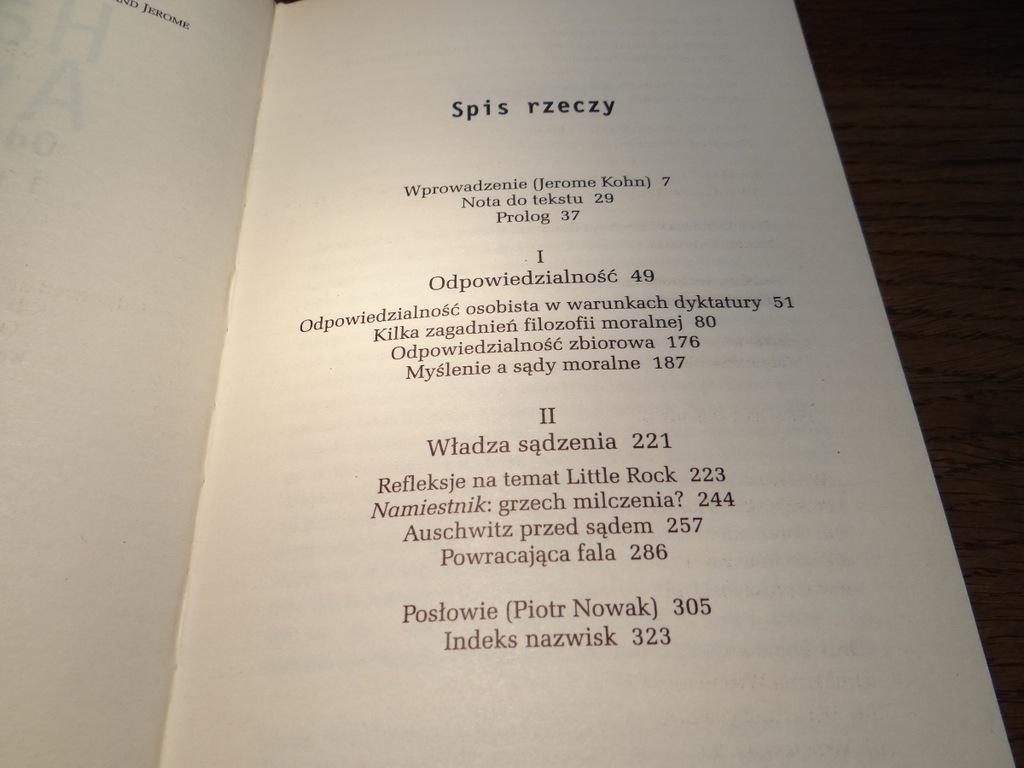 AND JEROME
Spis rzeczy
Wprowadzenie (Jerome Kohn) 7
Nota do tekstu 29
Prolog 37
I
Odpowiedzialność 49
Odpowiedzialność osobista w warunkach dyktatury 51
Kilka zagadnień filozofii moralnej 80
Odpowiedzialność zbiorowa 176
Myślenie a sądy moralne 187
II
Władza sądzenia 221
Refleksje na temat Little Rock 223
Namiestnik: grzech milczenia? 244
Auschwitz przed sądem 257
Powracająca fala 286
Posłowie (Piotr Nowak) 305
Indeks nazwisk 323